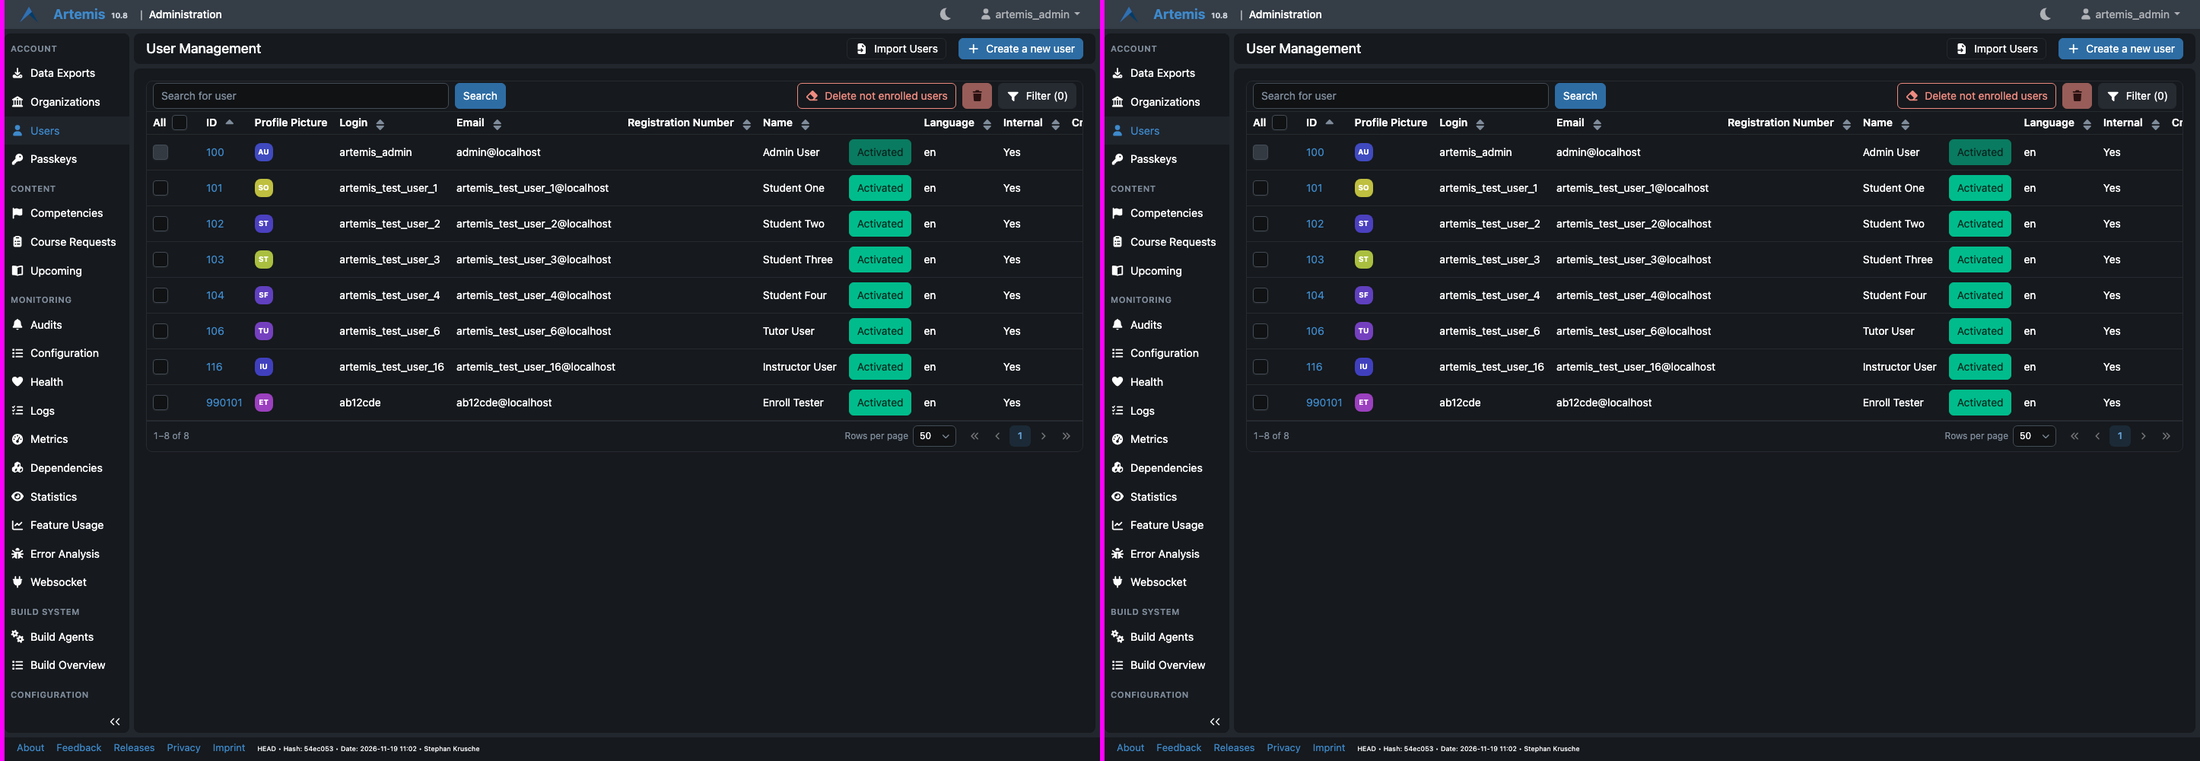 Artemis 10.8 | Administration
artemis_admin
ACCOUNT
Data Exports
Organizations
Users
Passkeys
CONTENT
Competencies
Course Requests
Upcoming
MONITORING
Audits
Configuration
Health
Logs
Metrics
Dependencies
Statistics
Feature Usage
Error Analysis
Websocket
BUILD SYSTEM
Build Agents
Build Overview
CONFIGURATION
User Management
Import Users
+ Create a new user
Search for user
Search
Delete not enrolled users
Filter (0)
All ID Profile Picture Login Email Registration Number Name Language Internal Cr
100 AU artemis_admin admin@localhost Admin User Activated en Yes
101 SO artemis_test_user_1 artemis_test_user_1@localhost Student One Activated en Yes
102 ST artemis_test_user_2 artemis_test_user_2@localhost Student Two Activated en Yes
103 ST artemis_test_user_3 artemis_test_user_3@localhost Student Three Activated en Yes
104 SF artemis_test_user_4 artemis_test_user_4@localhost Student Four Activated en Yes
106 TU artemis_test_user_6 artemis_test_user_6@localhost Tutor User Activated en Yes
116 IU artemis_test_user_16 artemis_test_user_16@localhost Instructor User Activated en Yes
990101 ET ab12cde ab12cde@localhost Enroll Tester Activated en Yes
1–8 of 8
Rows per page 50 « ‹ 1 › »
About Feedback Releases Privacy Imprint HEAD • Hash: 54ec053 • Date: 2026-11-19 11:02 • Stephan Krusche
Artemis 10.8 | Administration
artemis_admin
ACCOUNT
Data Exports
Organizations
Users
Passkeys
CONTENT
Competencies
Course Requests
Upcoming
MONITORING
Audits
Configuration
Health
Logs
Metrics
Dependencies
Statistics
Feature Usage
Error Analysis
Websocket
BUILD SYSTEM
Build Agents
Build Overview
CONFIGURATION
User Management
Import Users
+ Create a new user
Search for user
Search
Delete not enrolled users
Filter (0)
All ID Profile Picture Login Email Registration Number Name Language Internal Cr
100 AU artemis_admin admin@localhost Admin User Activated en Yes
101 SO artemis_test_user_1 artemis_test_user_1@localhost Student One Activated en Yes
102 ST artemis_test_user_2 artemis_test_user_2@localhost Student Two Activated en Yes
103 ST artemis_test_user_3 artemis_test_user_3@localhost Student Three Activated en Yes
104 SF artemis_test_user_4 artemis_test_user_4@localhost Student Four Activated en Yes
106 TU artemis_test_user_6 artemis_test_user_6@localhost Tutor User Activated en Yes
116 IU artemis_test_user_16 artemis_test_user_16@localhost Instructor User Activated en Yes
990101 ET ab12cde ab12cde@localhost Enroll Tester Activated en Yes
1–8 of 8
Rows per page 50 « ‹ 1 › »
About Feedback Releases Privacy Imprint HEAD • Hash: 54ec053 • Date: 2026-11-19 11:02 • Stephan Krusche